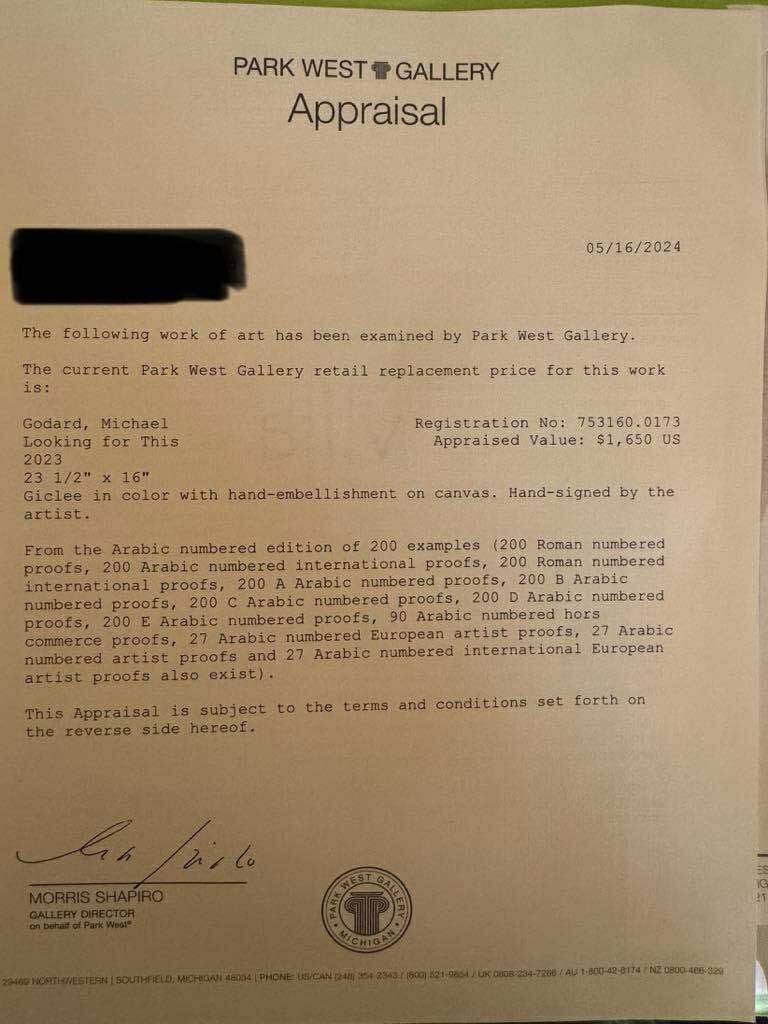 PARK WEST GALLERY
Appraisal
05/16/2024
The following work of art has been examined by Park West Gallery.
The current Park West Gallery retail replacement price for this work
is:
Godard, Michael Registration No: 753160.0173
Looking for This Appraised Value: $1,650 US
2023
23 1/2" x 16"
Giclee in color with hand-embellishment on canvas. Hand-signed by the
artist.
From the Arabic numbered edition of 200 examples (200 Roman numbered
proofs, 200 Arabic numbered international proofs, 200 Roman numbered
international proofs, 200 A Arabic numbered proofs, 200 B Arabic
numbered proofs, 200 C Arabic numbered proofs, 200 D Arabic numbered
proofs, 200 E Arabic numbered proofs, 90 Arabic numbered hors
commerce proofs, 27 Arabic numbered European artist proofs, 27 Arabic
numbered artist proofs and 27 Arabic numbered international European
artist proofs also exist).
This Appraisal is subject to the terms and conditions set forth on
the reverse side hereof.
MORRIS SHAPIRO
GALLERY DIRECTOR
on behalf of Park West®
PARK WEST GALLERY
• MICHIGAN •
29469 NORTHWESTERN | SOUTHFIELD, MICHIGAN 48034 | PHONE: US/CAN (248) 354-2343 / (800) 521-9654 / UK 0808-234-7266 / AU 1-800-42-8174 / NZ 0800-466-329